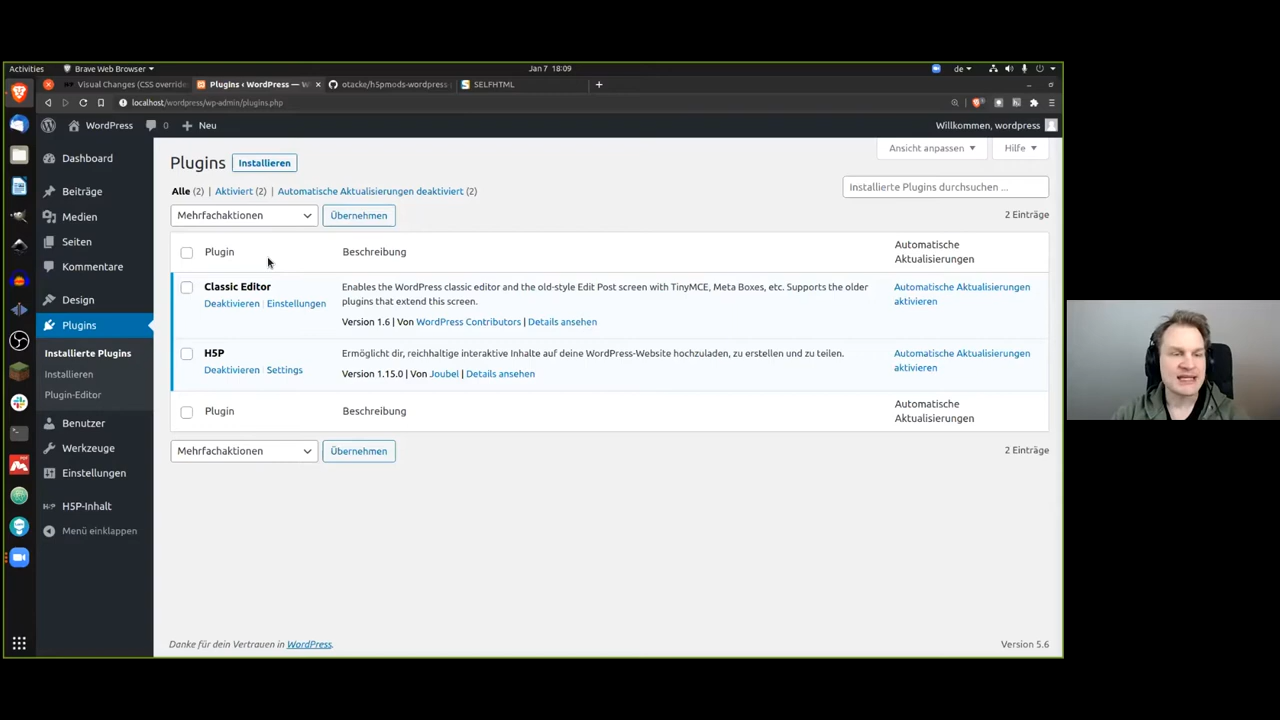 Activities
Brave Web Browser
Jan 7 18:09
de
Visual Changes (CSS override
Plugins ‹ WordPress — W
otacke/h5pmods-wordpress-
SELFHTML
localhost/wordpress/wp-admin/plugins.php
WordPress
0
Neu
Willkommen, wordpress
Dashboard
Beiträge
Medien
Seiten
Kommentare
Design
Plugins
Installierte Plugins
Installieren
Plugin-Editor
Benutzer
Werkzeuge
Einstellungen
H5P H5P-Inhalt
Menü einklappen
Ansicht anpassen
Hilfe
Plugins
Installieren
Alle (2) | Aktiviert (2) | Automatische Aktualisierungen deaktiviert (2)
Installierte Plugins durchsuchen ...
Mehrfachaktionen
Übernehmen
2 Einträge
Plugin
Beschreibung
Automatische
Aktualisierungen
Classic Editor
Deaktivieren | Einstellungen
Enables the WordPress classic editor and the old-style Edit Post screen with TinyMCE, Meta Boxes, etc. Supports the older
plugins that extend this screen.
Version 1.6 | Von WordPress Contributors | Details ansehen
Automatische Aktualisierungen
aktivieren
H5P
Deaktivieren | Settings
Ermöglicht dir, reichhaltige interaktive Inhalte auf deine WordPress-Website hochzuladen, zu erstellen und zu teilen.
Version 1.15.0 | Von Joubel | Details ansehen
Automatische Aktualisierungen
aktivieren
Plugin
Beschreibung
Automatische
Aktualisierungen
Mehrfachaktionen
Übernehmen
2 Einträge
Danke für dein Vertrauen in WordPress.
Version 5.6